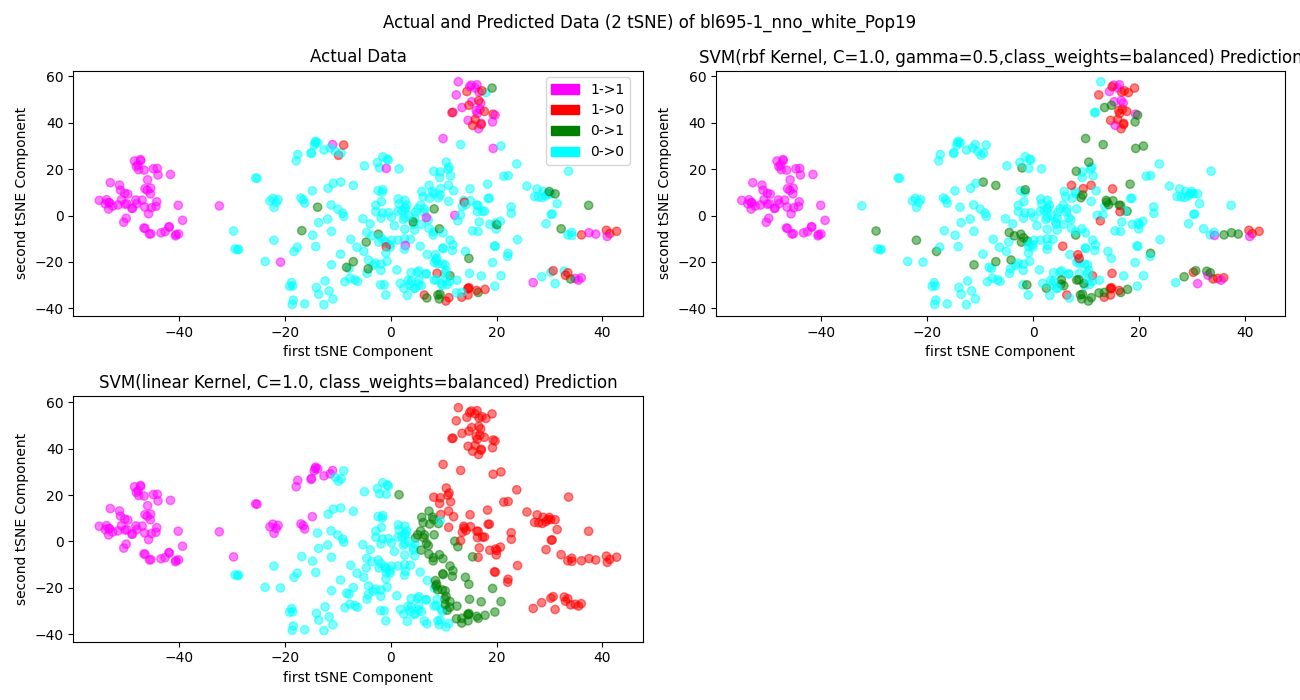 Actual and Predicted Data (2 tSNE) of bl695-1_nno_white_Pop19
Actual Data
60
40
20
0
−20
−40
second tSNE Component
−40 −20 0 20 40
first tSNE Component
1->1
1->0
0->1
0->0
SVM(rbf Kernel, C=1.0, gamma=0.5,class_weights=balanced) Prediction
60
40
20
0
−20
−40
second tSNE Component
−40 −20 0 20 40
first tSNE Component
SVM(linear Kernel, C=1.0, class_weights=balanced) Prediction
60
40
20
0
−20
−40
second tSNE Component
−40 −20 0 20 40
first tSNE Component